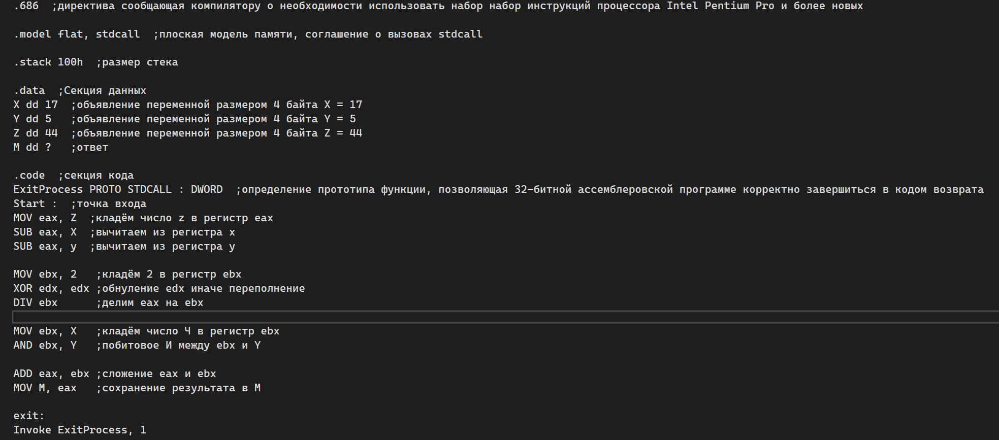 .686  ;директива сообщающая компилятору о необходимости использовать набор набор инструкций процессора Intel Pentium Pro и более новых
.model flat, stdcall  ;плоская модель памяти, соглашение о вызовах stdcall
.stack 100h  ;размер стека
.data  ;Секция данных
X dd 17  ;объявление переменной размером 4 байта X = 17
Y dd 5   ;объявление переменной размером 4 байта Y = 5
Z dd 44  ;объявление переменной размером 4 байта Z = 44
M dd ?   ;ответ
.code  ;секция кода
ExitProcess PROTO STDCALL : DWORD  ;определение прототипа функции, позволяющая 32-битной ассемблеровской программе корректно завершиться в кодом возврата
Start :  ;точка входа
MOV eax, Z  ;кладём число z в регистр eax
SUB eax, X  ;вычитаем из регистра x
SUB eax, y  ;вычитаем из регистра y
MOV ebx, 2   ;кладём 2 в регистр ebx
XOR edx, edx ;обнуление edx иначе переполнение
DIV ebx      ;делим eax на ebx
MOV ebx, X   ;кладём число Ч в регистр ebx
AND ebx, Y   ;побитовое И между ebx и Y
ADD eax, ebx ;сложение eax и ebx
MOV M, eax   ;сохранение результата в M
exit:
Invoke ExitProcess, 1